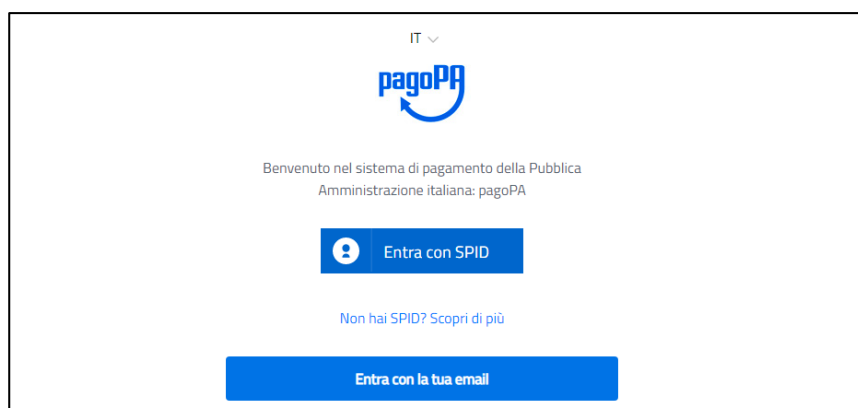 IT
pagoPA
Benvenuto nel sistema di pagamento della Pubblica
Amministrazione italiana: pagoPA
Entra con SPID
Non hai SPID? Scopri di più
Entra con la tua email